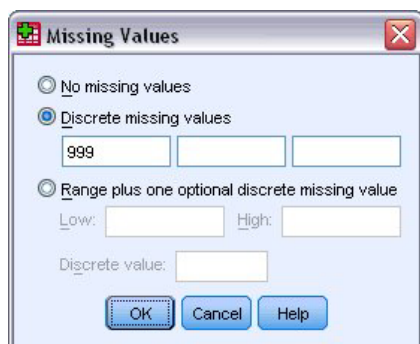 Missing Values
No missing values
Discrete missing values
999
Range plus one optional discrete missing value
Low: High:
Discrete value:
OK Cancel Help